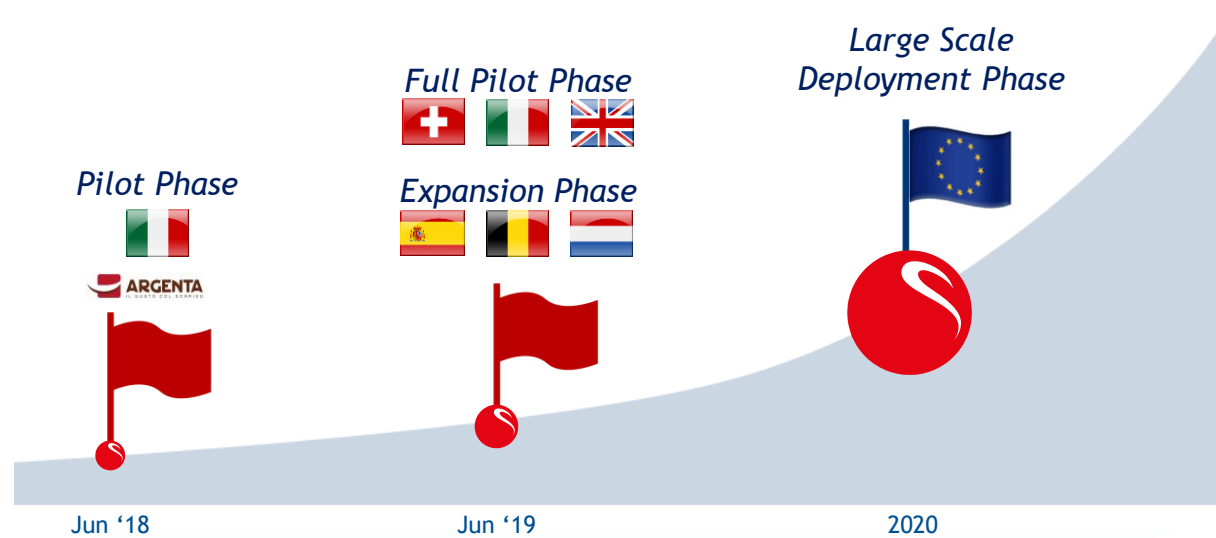 Large Scale
Deployment Phase
Full Pilot Phase
Pilot Phase
Expansion Phase
ARGENTA
IL GUSTO COL SORRISO
Jun ‘18
Jun ‘19
2020